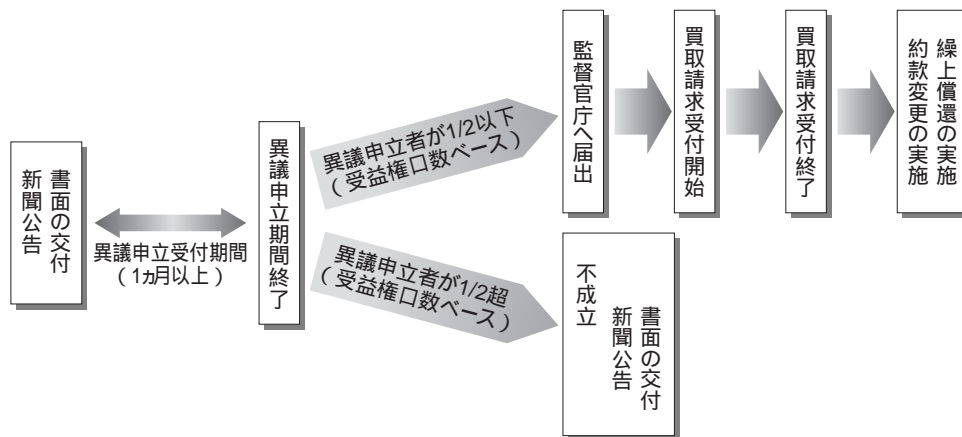 書面の交付
新聞公告
異議申立受付期間
（1ヵ月以上）
異議申立期間終了
異議申立者が1/2以下
（受益権口数ベース）
監督官庁へ届出
買取請求受付開始
買取請求受付終了
繰上償還の実施
約款変更の実施
異議申立者が1/2超
（受益権口数ベース）
書面の交付
新聞公告
不成立